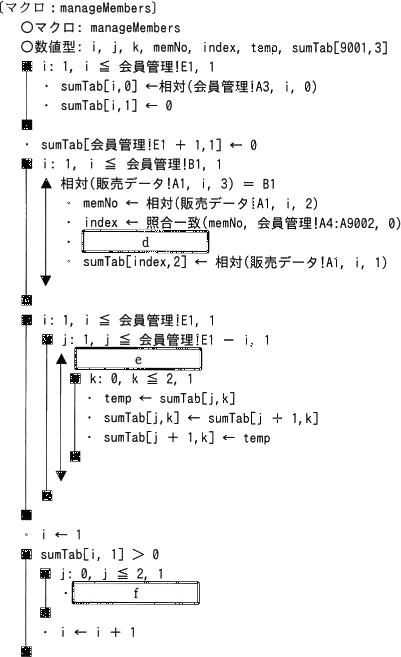 〔マクロ：manageMembers〕
○マクロ: manageMembers
○数値型: i, j, k, memNo, index, temp, sumTab[9001,3]
■ i: 1, i ≦ 会員管理!E1, 1
・ sumTab[i,0] ←相対(会員管理!A3, i, 0)
・ sumTab[i,1] ← 0
■
・ sumTab[会員管理!E1 + 1,1] ← 0
■ i: 1, i ≦ 会員管理!B1, 1
▲ 相対(販売データ!A1, i, 3) = B1
・ memNo ← 相対(販売データ!A1, i, 2)
・ index ← 照合一致(memNo, 会員管理!A4:A9002, 0)
・ d
・ sumTab[index,2] ← 相対(販売データ!A1, i, 1)
▼
■
■ i: 1, i ≦ 会員管理!E1, 1
■ j: 1, j ≦ 会員管理!E1 － i, 1
▲ e
■ k: 0, k ≦ 2, 1
・ temp ← sumTab[j,k]
・ sumTab[j,k] ← sumTab[j + 1,k]
・ sumTab[j + 1,k] ← temp
■
▼
■
■
・ i ← 1
■ sumTab[i, 1] > 0
■ j: 0, j ≦ 2, 1
・ f
■
・ i ← i + 1
■